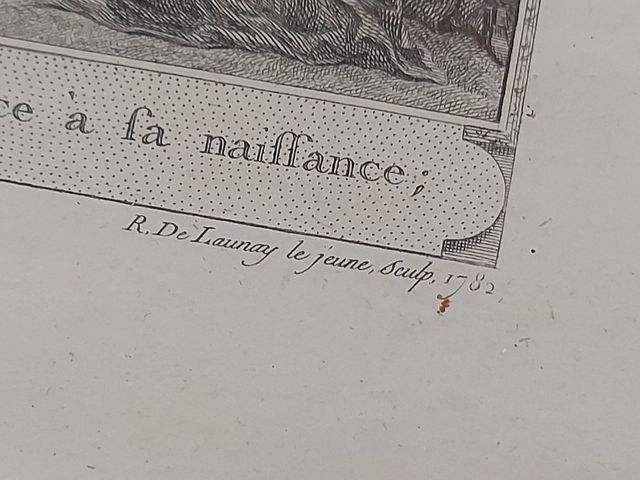 ce à ſa naiſſance;
R. De Launay le jeune, Sculp. 1782.